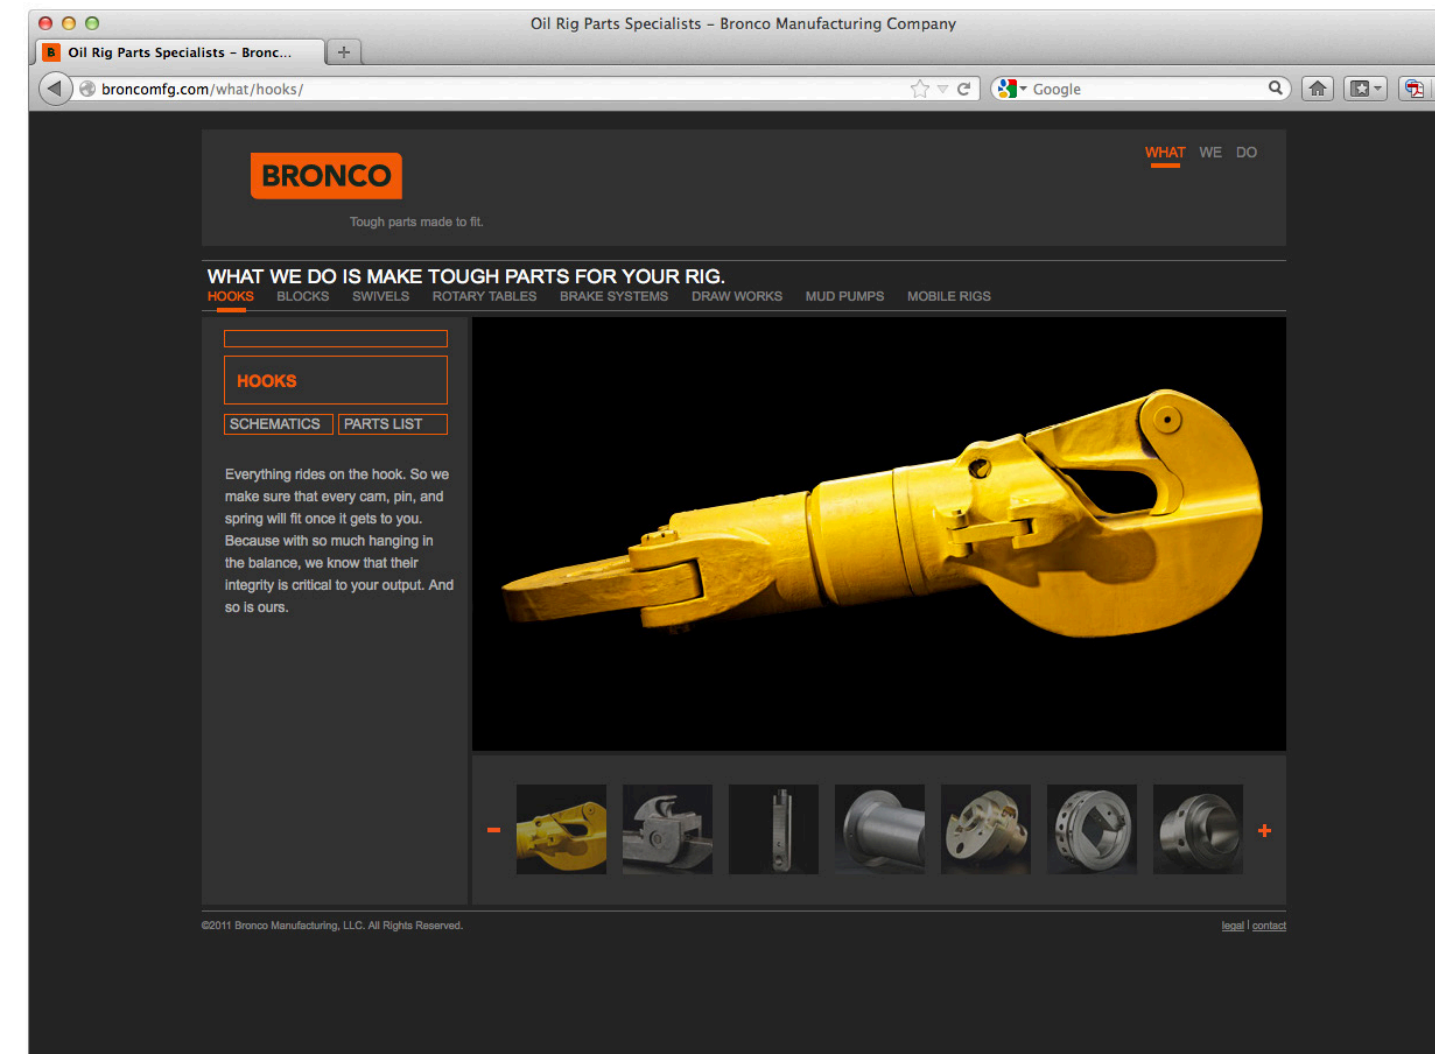 Oil Rig Parts Specialists – Bronco Manufacturing Company
B Oil Rig Parts Specialists – Bronc...
broncomfg.com/what/hooks/
Google
WHAT WE DO
BRONCO
Tough parts made to fit.
WHAT WE DO IS MAKE TOUGH PARTS FOR YOUR RIG.
HOOKS BLOCKS SWIVELS ROTARY TABLES BRAKE SYSTEMS DRAW WORKS MUD PUMPS MOBILE RIGS
HOOKS
SCHEMATICS PARTS LIST
Everything rides on the hook. So we
make sure that every cam, pin, and
spring will fit once it gets to you.
Because with so much hanging in
the balance, we know that their
integrity is critical to your output. And
so is ours.
©2011 Bronco Manufacturing, LLC. All Rights Reserved.
legal | contact